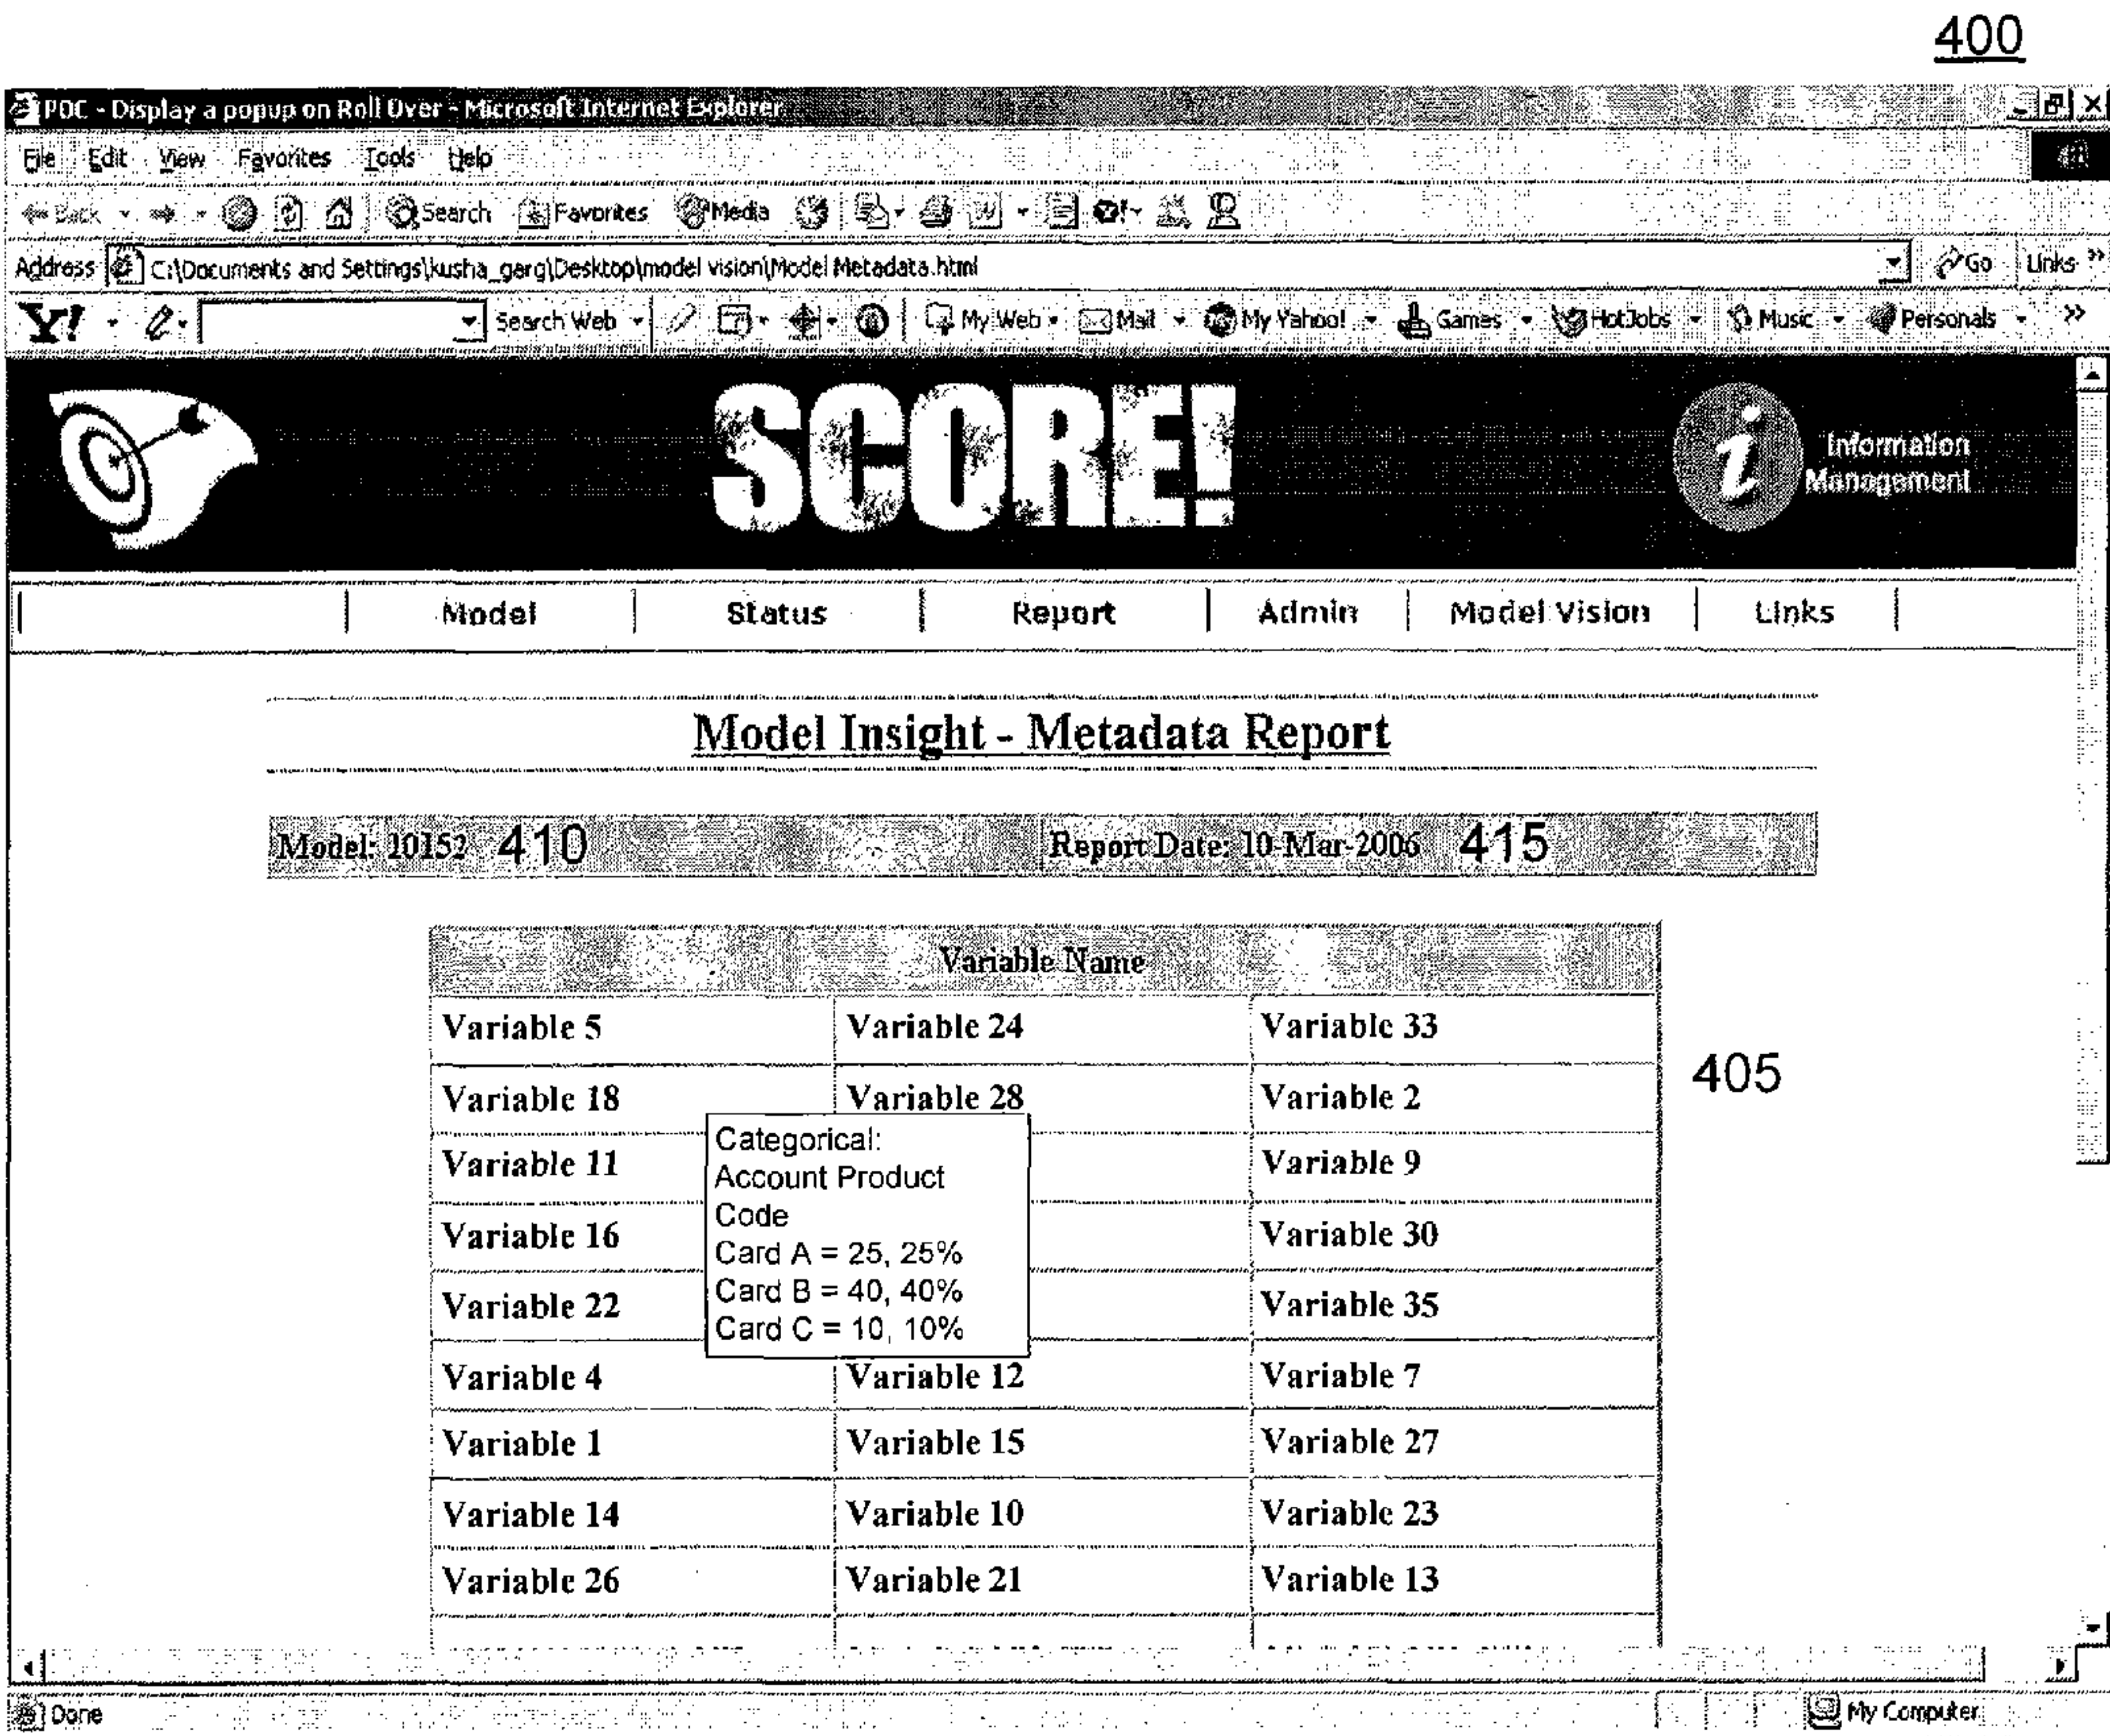 400
PDC - Display a popup on Roll Over - Microsoft Internet Explorer
File Edit View Favorites Tools Help
Back Search Favorites Media
Address C:\Documents and Settings\kusha_garg\Desktop\model vision\Model Metadata.html Go Links »
Y! Search Web My Web Mail My Yahoo! Games HotJobs Music Personals »
SCORE!
i Information
Management
Model Status Report Admin Model Vision Links
Model Insight - Metadata Report
Model: 10152 410 Report Date: 10-Mar-2006 415
Variable Name
Variable 5 Variable 24 Variable 33
405
Variable 18 Variable 28 Variable 2
Categorical:
Account Product
Code
Card A = 25, 25%
Card B = 40, 40%
Card C = 10, 10%
Variable 11 Variable 9
Variable 16 Variable 30
Variable 22 Variable 35
Variable 4 Variable 12 Variable 7
Variable 1 Variable 15 Variable 27
Variable 14 Variable 10 Variable 23
Variable 26 Variable 21 Variable 13
Done My Computer